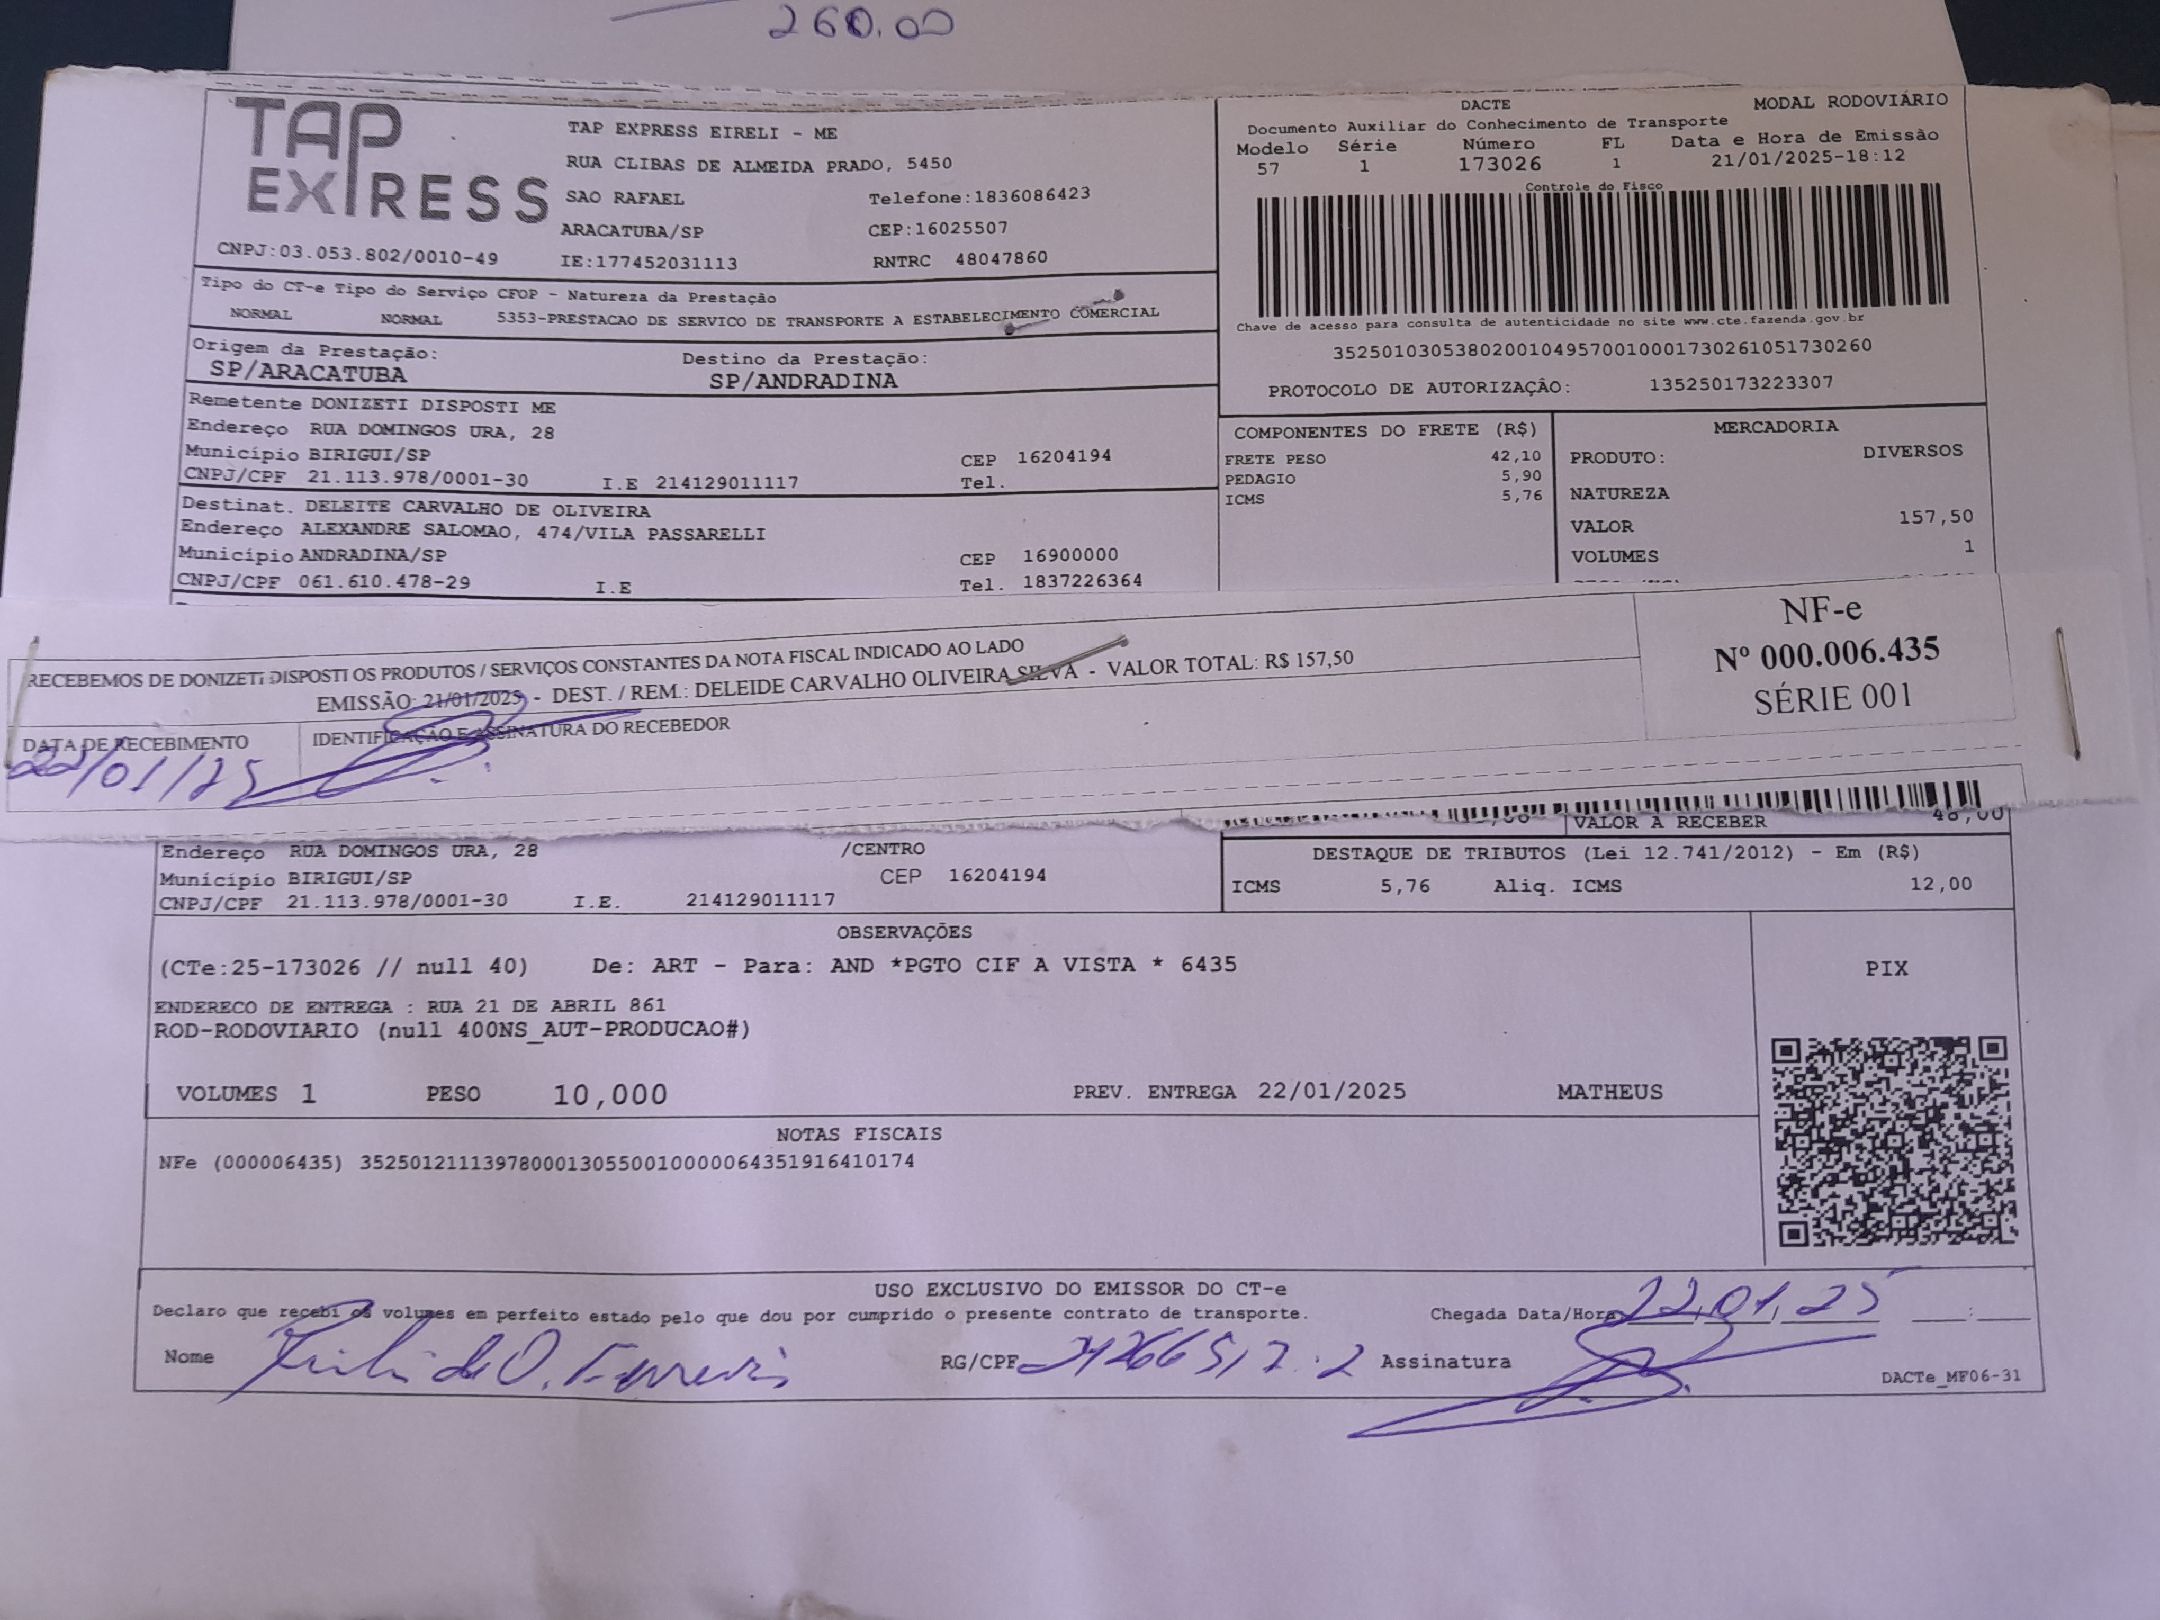 260.00
TAP EXPRESS
TAP EXPRESS EIRELI - ME
RUA CLIBAS DE ALMEIDA PRADO, 5450
SAO RAFAEL Telefone:1836086423
ARACATUBA/SP CEP:16025507
CNPJ:03.053.802/0010-49 IE:177452031113 RNTRC 48047860
DACTE MODAL RODOVIÁRIO
Documento Auxiliar do Conhecimento de Transporte
Modelo Série Número FL Data e Hora de Emissão
57 1 173026 1 21/01/2025-18:12
Controle do Fisco
Chave de acesso para consulta de autenticidade no site www.cte.fazenda.gov.br
35250103053802001049570010001730261051730260
PROTOCOLO DE AUTORIZAÇÃO: 135250173223307
Tipo do CT-e Tipo do Serviço CFOP - Natureza da Prestação
NORMAL NORMAL 5353-PRESTACAO DE SERVICO DE TRANSPORTE A ESTABELECIMENTO COMERCIAL
Origem da Prestação: Destino da Prestação:
SP/ARACATUBA SP/ANDRADINA
Remetente DONIZETI DISPOSTI ME
Endereço RUA DOMINGOS URA, 28
Município BIRIGUI/SP CEP 16204194
CNPJ/CPF 21.113.978/0001-30 I.E 214129011117 Tel.
Destinat. DELEITE CARVALHO DE OLIVEIRA
Endereço ALEXANDRE SALOMAO, 474/VILA PASSARELLI
Município ANDRADINA/SP CEP 16900000
CNPJ/CPF 061.610.478-29 I.E Tel. 1837226364
COMPONENTES DO FRETE (R$)
FRETE PESO 42,10
PEDAGIO 5,90
ICMS 5,76
MERCADORIA
PRODUTO: DIVERSOS
NATUREZA
VALOR 157,50
VOLUMES 1
RECEBEMOS DE DONIZETI DISPOSTI OS PRODUTOS / SERVIÇOS CONSTANTES DA NOTA FISCAL INDICADO AO LADO
EMISSÃO: 21/01/2025 - DEST. / REM.: DELEIDE CARVALHO OLIVEIRA SILVA - VALOR TOTAL: R$ 157,50
DATA DE RECEBIMENTO IDENTIFICAÇÃO E ASSINATURA DO RECEBEDOR
22/01/25
NF-e
Nº 000.006.435
SÉRIE 001
VALOR A RECEBER 48,00
Endereço RUA DOMINGOS URA, 28 /CENTRO
Município BIRIGUI/SP CEP 16204194
CNPJ/CPF 21.113.978/0001-30 I.E. 214129011117
DESTAQUE DE TRIBUTOS (Lei 12.741/2012) - Em (R$)
ICMS 5,76 Aliq. ICMS 12,00
OBSERVAÇÕES
(CTe:25-173026 // null 40) De: ART - Para: AND *PGTO CIF A VISTA * 6435
ENDERECO DE ENTREGA : RUA 21 DE ABRIL 861
ROD-RODOVIARIO (null 400NS_AUT-PRODUCAO#)
VOLUMES 1 PESO 10,000 PREV. ENTREGA 22/01/2025 MATHEUS
PIX
NOTAS FISCAIS
NFe (000006435) 35250121113978000130550010000064351916410174
USO EXCLUSIVO DO EMISSOR DO CT-e
Declaro que recebi os volumes em perfeito estado pelo que dou por cumprido o presente contrato de transporte. Chegada Data/Hora 22,01,25 :
Nome RG/CPF Assinatura
DACTe_MF06-31